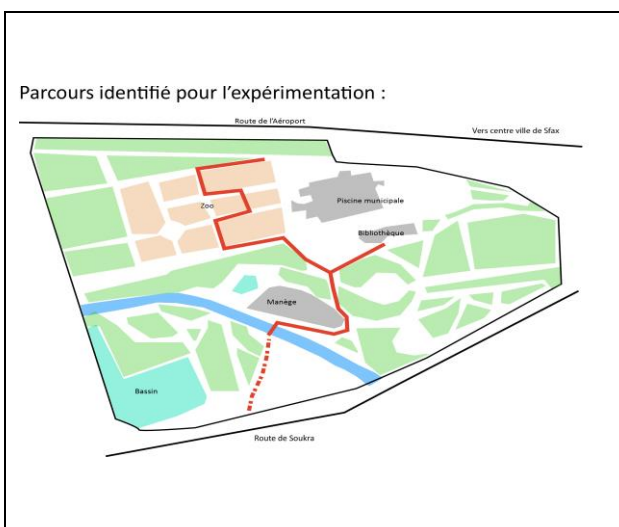 Parcours identifié pour l'expérimentation :
Route de l'Aéroport
Vers centre ville de Sfax
Piscine municipale
Zoo
Bibliothèque
Manège
Bassin
Route de Soukra